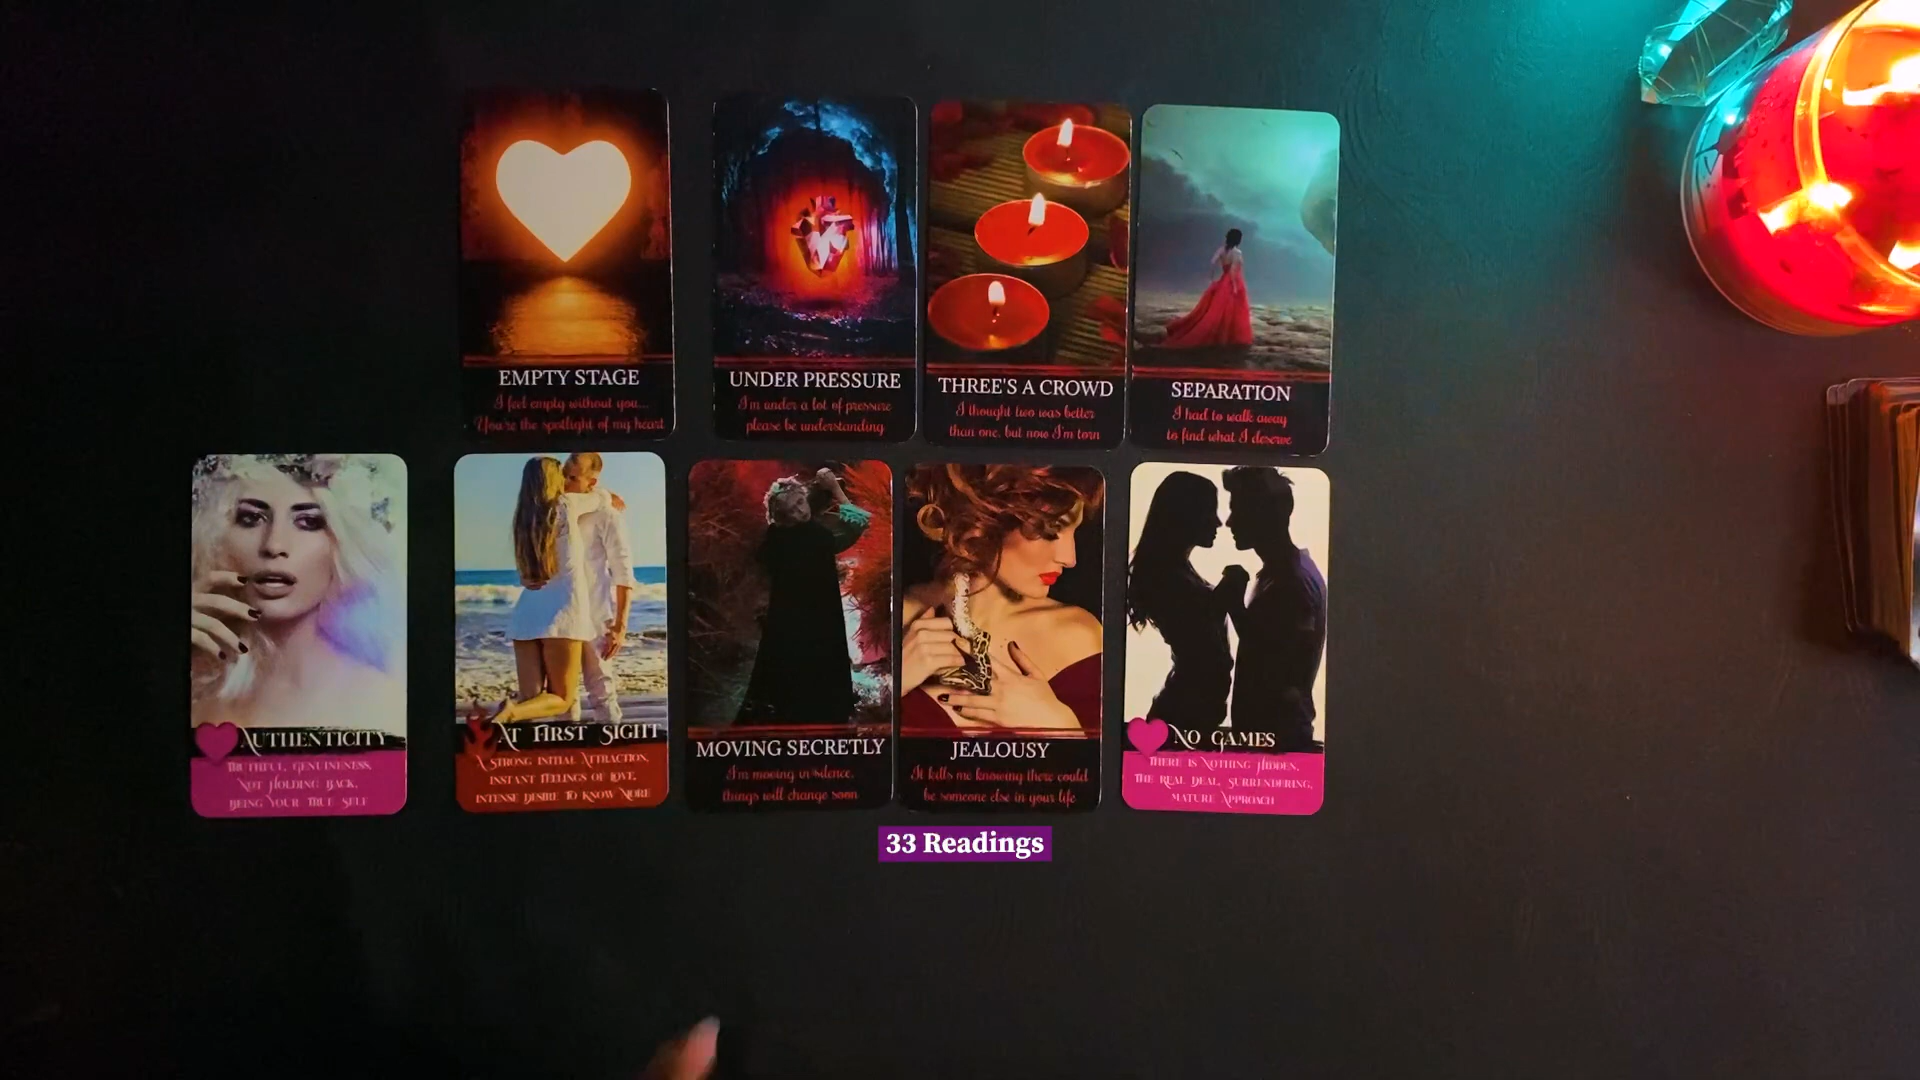 EMPTY STAGE
I feel empty without you...
You're the spotlight of my heart
UNDER PRESSURE
I'm under a lot of pressure
please be understanding
THREE'S A CROWD
I thought two was better
than one, but now I'm torn
SEPARATION
I had to walk away
to find what I deserve
AUTHENTICITY
TRUTHFUL, GENUINENESS,
NOT HOLDING BACK,
BEING YOUR TRUE SELF
AT FIRST SIGHT
A STRONG INITIAL ATTRACTION,
INSTANT FEELINGS OF LOVE,
INTENSE DESIRE TO KNOW MORE
MOVING SECRETLY
I'm moving in silence,
things will change soon
JEALOUSY
It kills me knowing there could
be someone else in your life
NO GAMES
THERE IS NOTHING HIDDEN,
THE REAL DEAL, SURRENDERING,
MATURE APPROACH
33 Readings